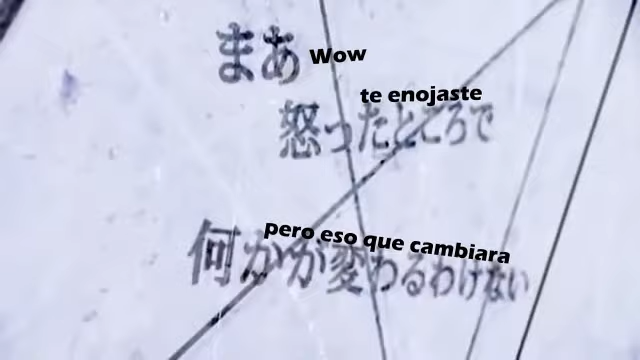 まあ
Wow
te enojaste
怒ったところで
pero eso que cambiara
何かが変わるわけない